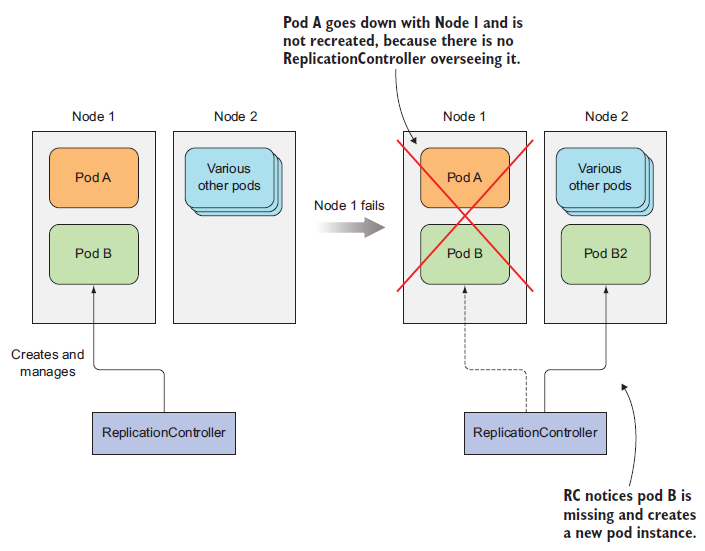 Pod A goes down with Node 1 and is
not recreated, because there is no
ReplicationController overseeing it.
Node 1
Node 2
Pod A
Various
other pods
Pod B
Creates and
manages
ReplicationController
Node 1 fails
Node 1
Node 2
Pod A
Various
other pods
Pod B
Pod B2
ReplicationController
RC notices pod B is
missing and creates
a new pod instance.